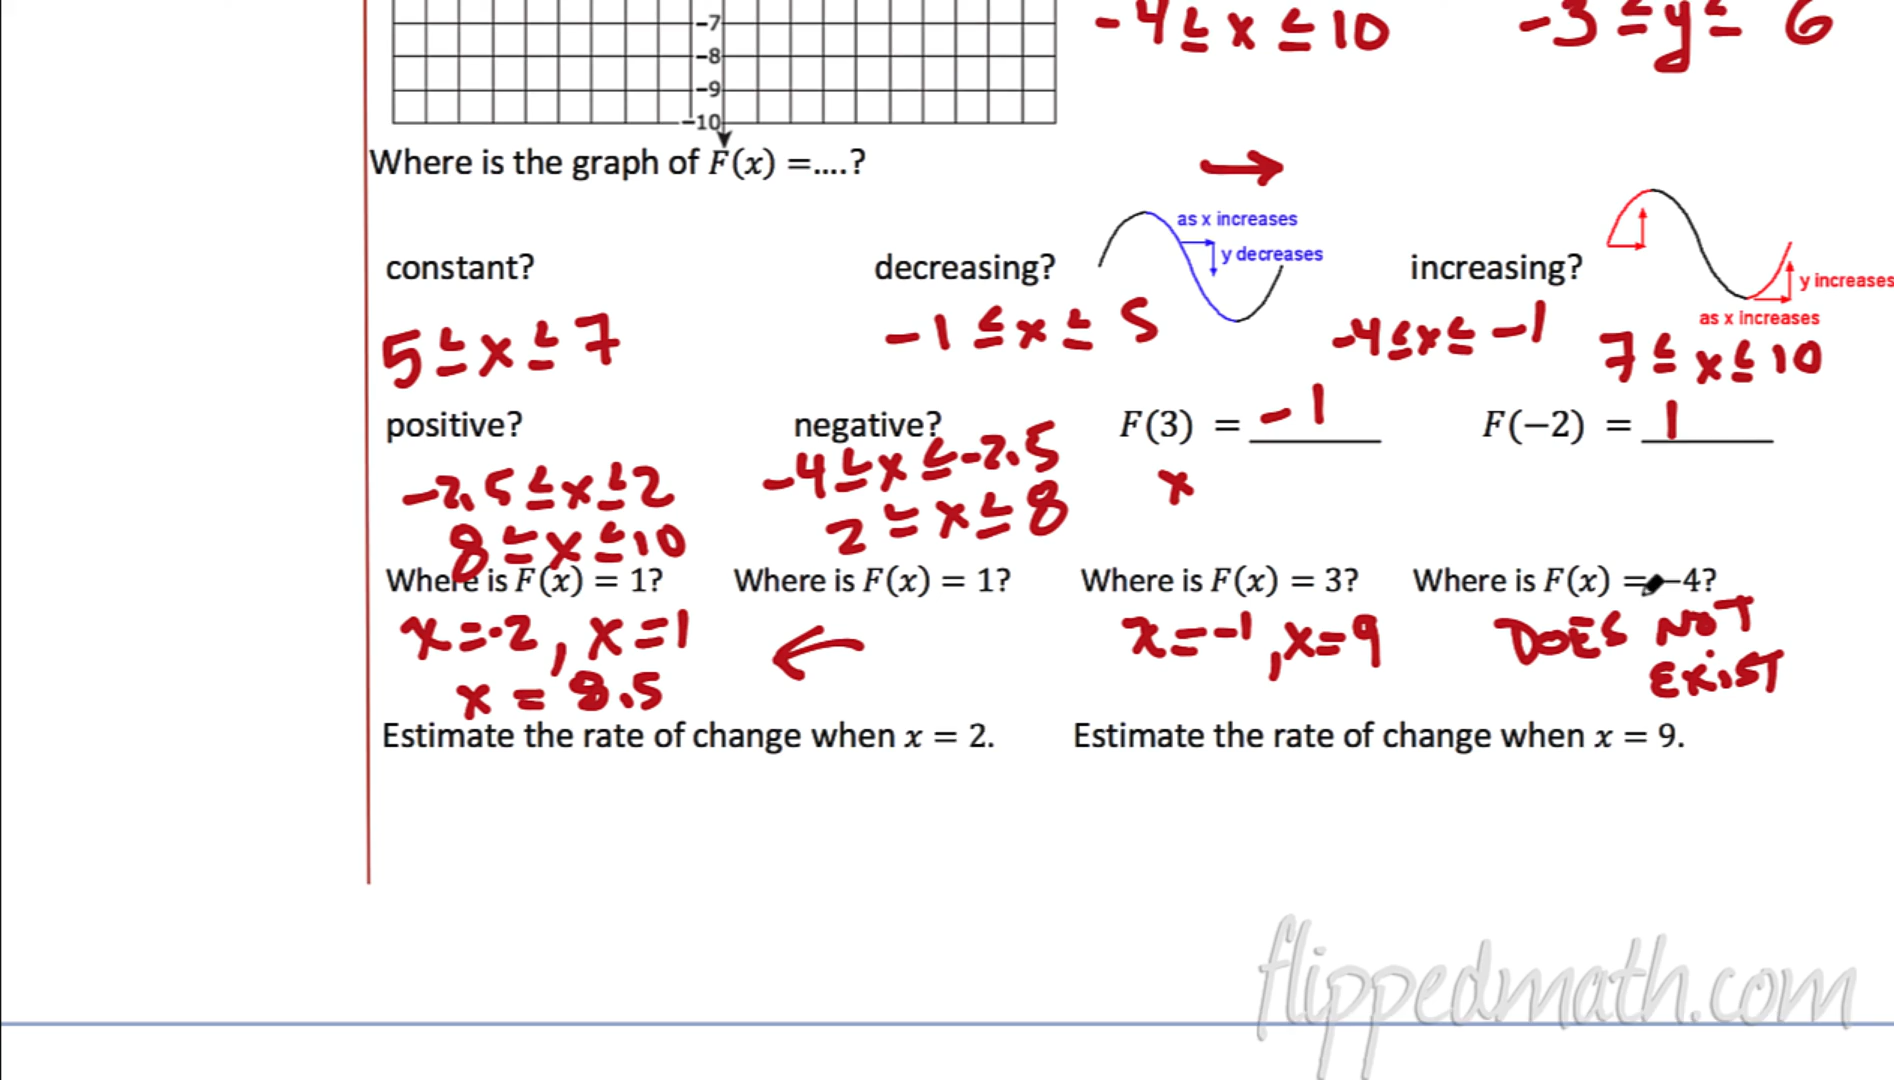 -7
-8
-9
-10
-4 ≤ x ≤ 10 -3 ≤ y ≤ 6
Where is the graph of F(x) =....?
as x increases
y decreases
constant? decreasing? increasing?
y increases
as x increases
5 ≤ x ≤ 7 -1 ≤ x ≤ 5 -4 ≤ x ≤ -1 7 ≤ x ≤ 10
positive? negative? F(3) = -1 F(−2) = 1
-2.5 ≤ x ≤ 2 -4 ≤ x ≤ -2.5 x
8 ≤ x ≤ 10 2 ≤ x ≤ 8
Where is F(x) = 1? Where is F(x) = 1? Where is F(x) = 3? Where is F(x) = −4?
x = -2, x = 1 x = -1, x = 9 DOES NOT
x = 8.5 EXIST
Estimate the rate of change when x = 2. Estimate the rate of change when x = 9.
flippedmath.com